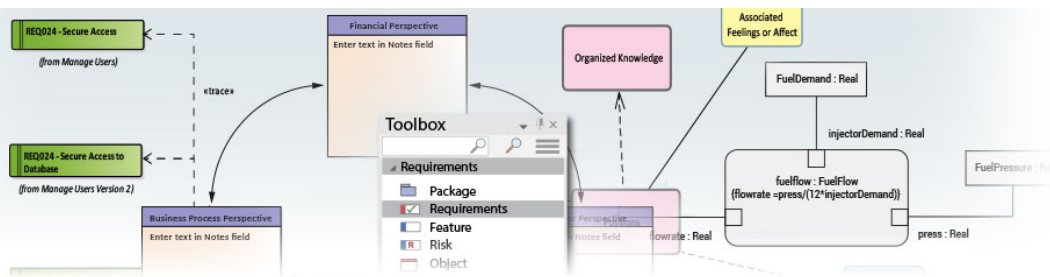 REQ024 - Secure Access
(from Manage Users)
«trace»
REQ024 - Secure Access to
Database
(from Manage Users Version 2)
Financial Perspective
Enter text in Notes field
Business Process Perspective
Enter text in Notes field
Toolbox
Requirements
Package
Requirements
Feature
Risk
Object
Organized Knowledge
Associated
Feelings or Affect
Perspective
Notes field
flowrate : Real
FuelDemand : Real
injectorDemand : Real
fuelflow : FuelFlow
{flowrate =press/(12*injectorDemand)}
FuelPressure :
press : Real